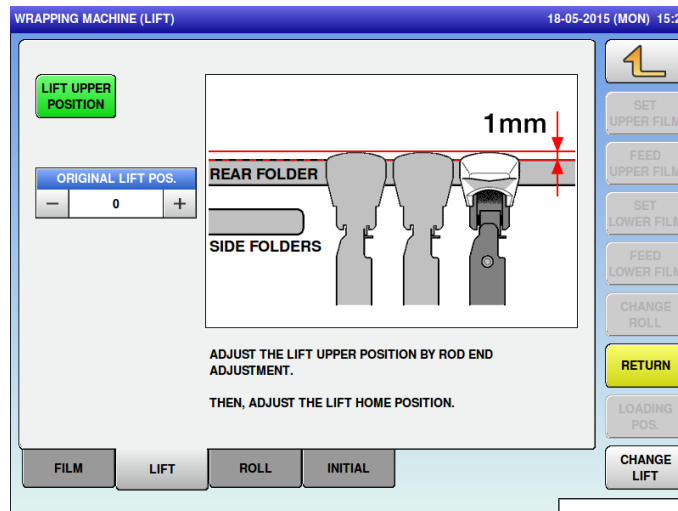 WRAPPING MACHINE (LIFT)
18-05-2015 (MON) 15:2
LIFT UPPER
POSITION
ORIGINAL LIFT POS.
− 0 +
1mm
REAR FOLDER
SIDE FOLDERS
ADJUST THE LIFT UPPER POSITION BY ROD END
ADJUSTMENT.
THEN, ADJUST THE LIFT HOME POSITION.
SET
UPPER FILM
FEED
UPPER FILM
SET
LOWER FILM
FEED
LOWER FILM
CHANGE
ROLL
RETURN
LOADING
POS.
CHANGE
LIFT
FILM
LIFT
ROLL
INITIAL